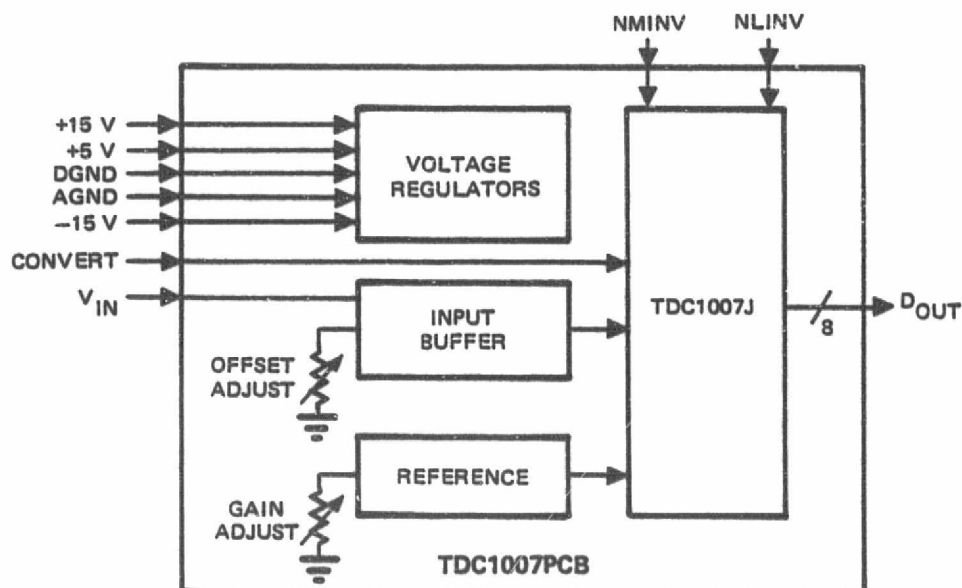 NMINV NLINV
+15 V
+5 V
DGND
AGND
−15 V
CONVERT
VIN
VOLTAGE
REGULATORS
INPUT
BUFFER
OFFSET
ADJUST
REFERENCE
GAIN
ADJUST
TDC1007J
8
DOUT
TDC1007PCB